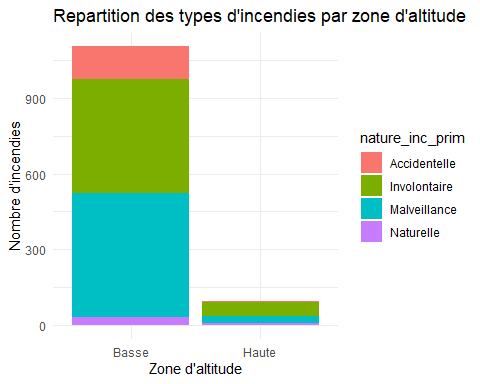 Repartition des types d'incendies par zone d'altitude
Nombre d'incendies
900
600
300
0
Basse
Haute
Zone d'altitude
nature_inc_prim
Accidentelle
Involontaire
Malveillance
Naturelle